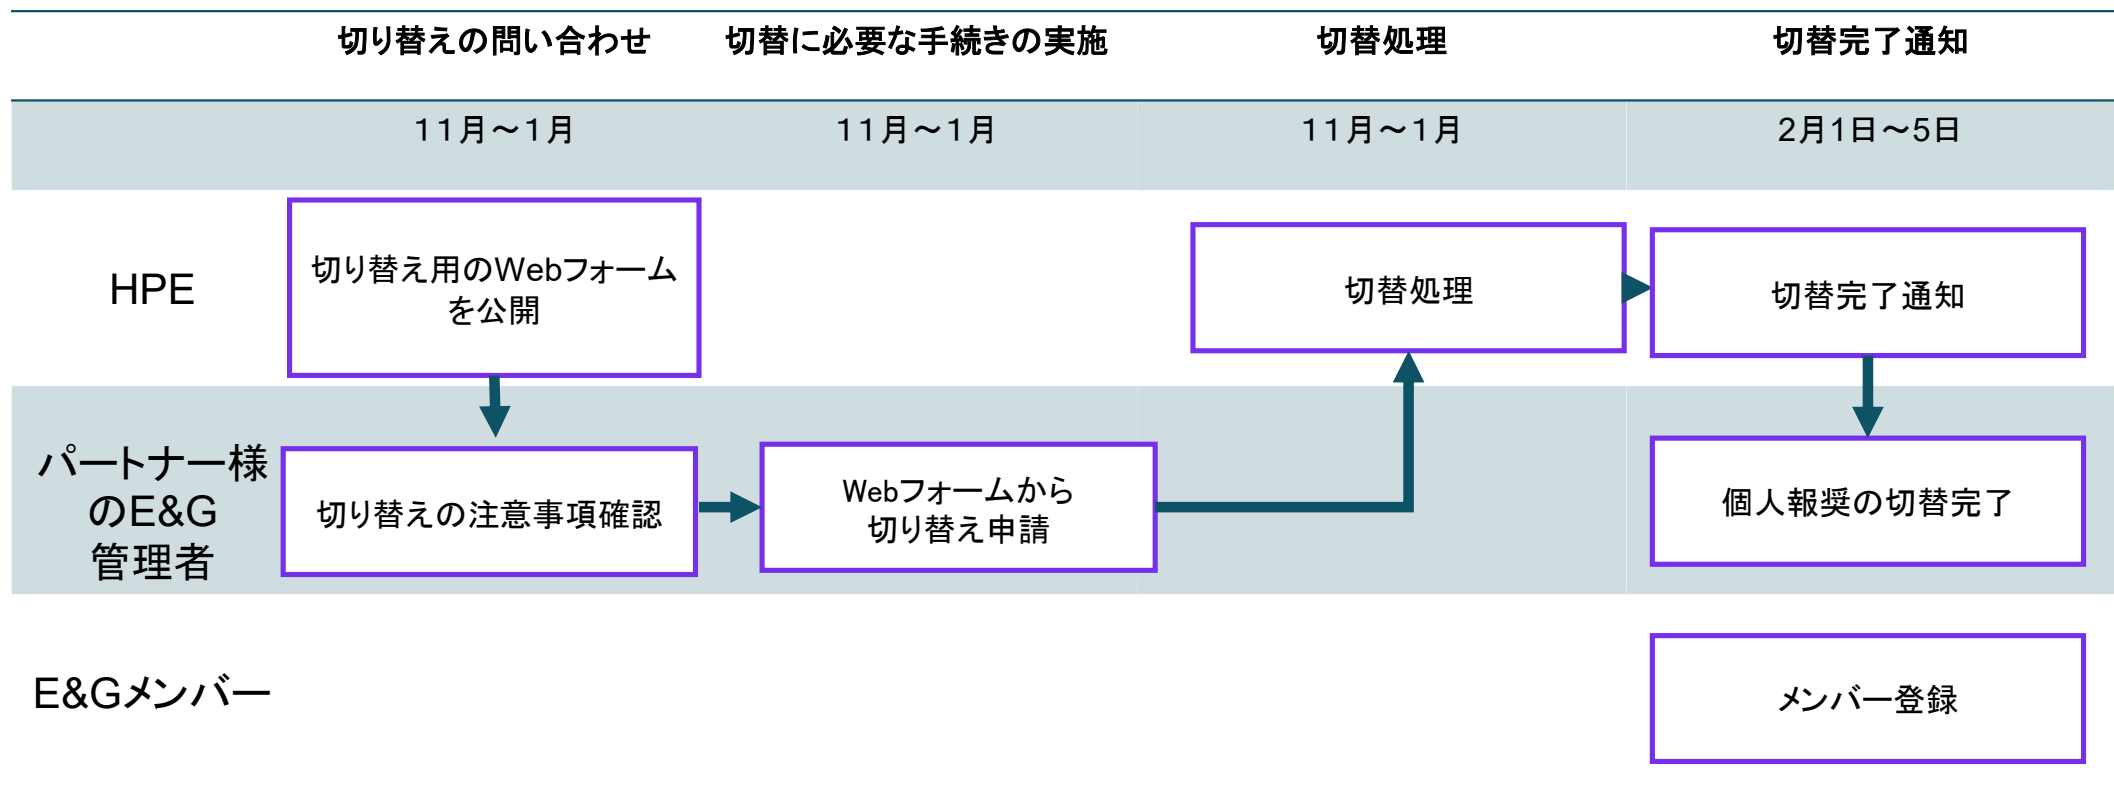 切り替えの問い合わせ
切替に必要な手続きの実施
切替処理
切替完了通知
11月～1月
11月～1月
11月～1月
2月1日～5日
HPE
切り替え用のWebフォーム
を公開
切替処理
切替完了通知
パートナー様
のE&G
管理者
切り替えの注意事項確認
Webフォームから
切り替え申請
個人報奨の切替完了
E&Gメンバー
メンバー登録